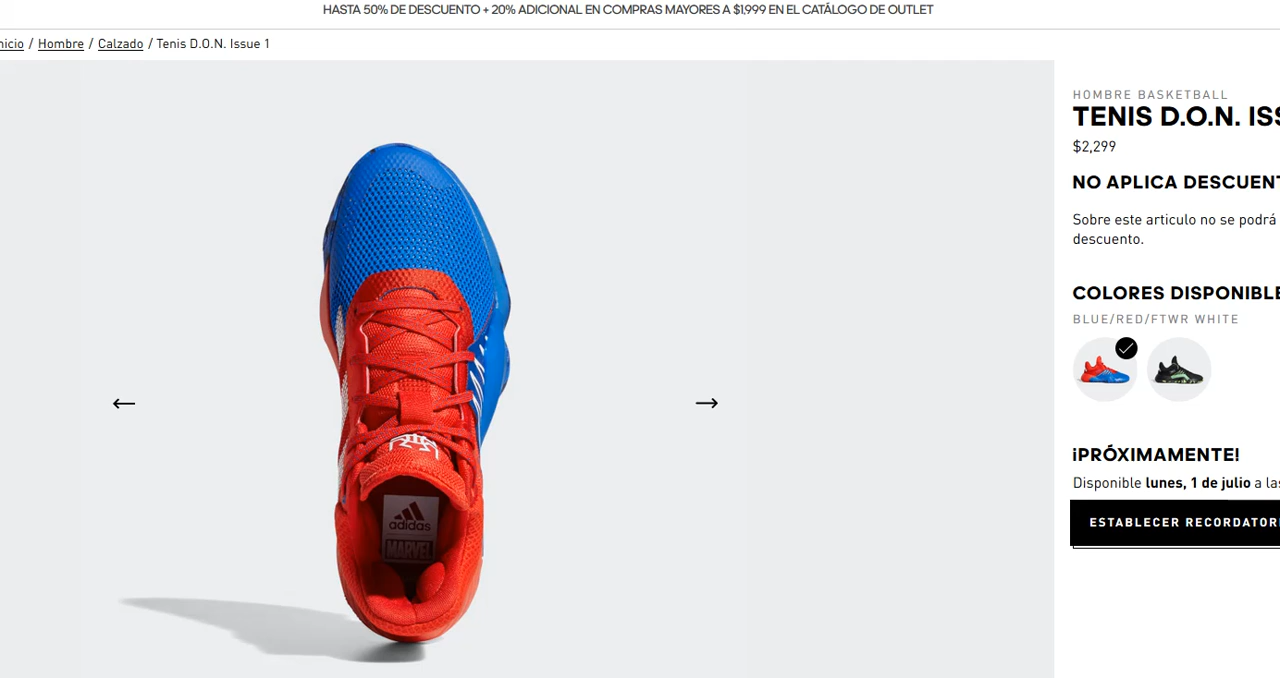 HASTA 50% DE DESCUENTO + 20% ADICIONAL EN COMPRAS MAYORES A $1,999 EN EL CATÁLOGO DE OUTLET
nicio / Hombre / Calzado / Tenis D.O.N. Issue 1
HOMBRE BASKETBALL
TENIS D.O.N. ISS
$2,299
NO APLICA DESCUENT
Sobre este articulo no se podrá
descuento.
COLORES DISPONIBLE
BLUE/RED/FTWR WHITE
¡PRÓXIMAMENTE!
Disponible lunes, 1 de julio a las
ESTABLECER RECORDATOR
adidas
MARVEL